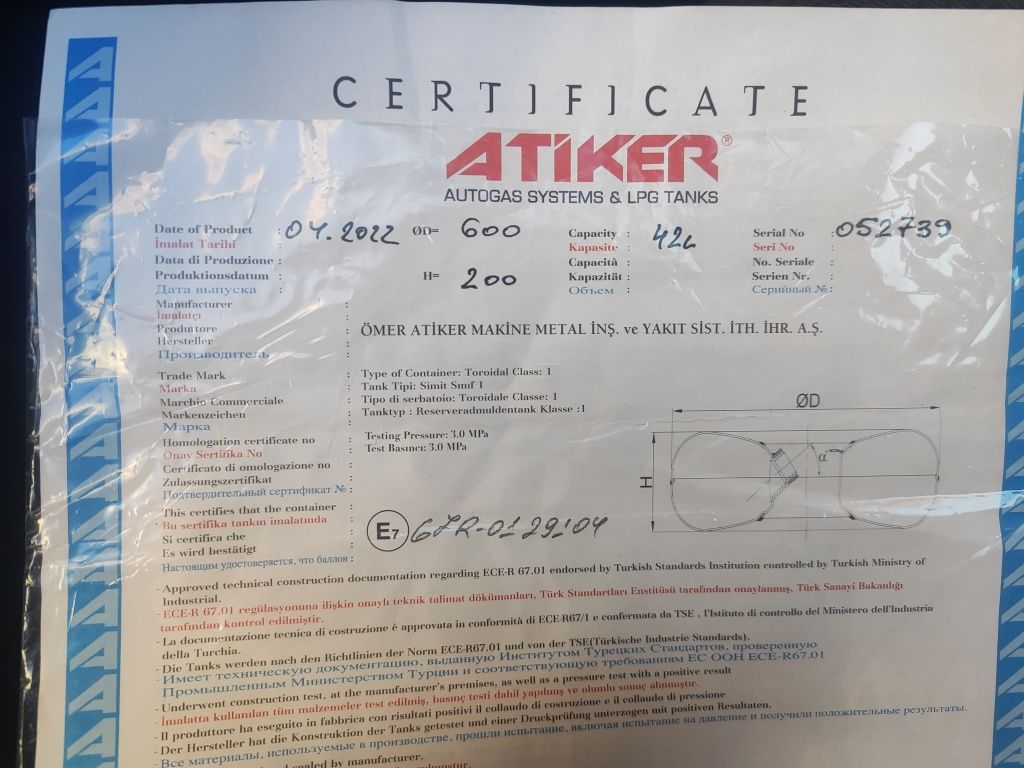 CERTIFICATE
ATİKER®
AUTOGAS SYSTEMS & LPG TANKS
Date of Product : 04.2022 ØD= 600 Capacity : 42L Serial No : 052739
İmalat Tarihi Kapasite : Seri No :
Data di Produzione : Capacità : No. Seriale :
Produktionsdatum : H= 200 Kapazität : Serien Nr. :
Дата выпуска : Объем : Серийный №:
Manufacturer :
İmalatçı :
Produttore : ÖMER ATİKER MAKİNE METAL İNŞ. ve YAKIT SİST. İTH. İHR. A.Ş.
Hersteller :
Производитель :
Trade Mark : Type of Container: Toroidal Class: 1
Marka : Tank Tipi: Simit Sınıf 1
Marchio Commerciale : Tipo di serbatoio: Toroidale Classe: 1
Markenzeichen : Tanktyp : Reserveradmuldentank Klasse :1
Марка :
Homologation certificate no : Testing Pressure: 3.0 MPa
Onay Sertifika No : Test Basıncı: 3.0 MPa
Certificato di omologazione no :
Zulassungszertifikat :
Подтвердительный сертификат № :
ØD
H
α
This certifies that the container :
Bu sertifika tankın imalatında :
Si certifica che : E7 67R-0129104
Es wird bestätigt :
Настоящим удостоверяется, что баллон :
- Approved technical construction documentation regarding ECE-R 67.01 endorsed by Turkish Standards Institution controlled by Turkish Ministry of
Industrial.
- ECE-R 67.01 regülasyonuna ilişkin onaylı teknik talimat dökümanları, Türk Standartları Enstitüsü tarafından onaylanmış, Türk Sanayi Bakanlığı
tarafından kontrol edilmiştir.
- La documentazione tecnica di costruzione è approvata in conformità di ECE-R67/1 e confermata da TSE , l'Istituto di controllo del Ministero dell'Industria
della Turchia.
- Die Tanks werden nach den Richtlinien der Norm ECE-R67.01 und von der TSE(Türkische Industrie Standards).
- Имеет техническую документацию, выданную Институтом Турецких Стандартов, проверенную
Промышленным Министерством Турции и соответствующую требованиям ЕС ООН ECE-R67.01
- Underwent construction test, at the manufacturer's premises, as well as a pressure test with a positive result
- İmalatta kullanılan tüm malzemeler test edilmiş, basınç testi dahil yapılmış ve olumlu sonuç alınmıştır.
- Il produttore ha eseguito in fabbrica con risultati positivi il collaudo di costruzione e il collaudo di pressione
- Der Hersteller hat die Konstruktion der Tanks getestet und einer Druckprüfung unterzogen mit positiven Resultaten.
- Все материалы, используемые в производстве, прошли испытание, включая испытание на давление и получили положительные результаты.
sealed by manufacturer.